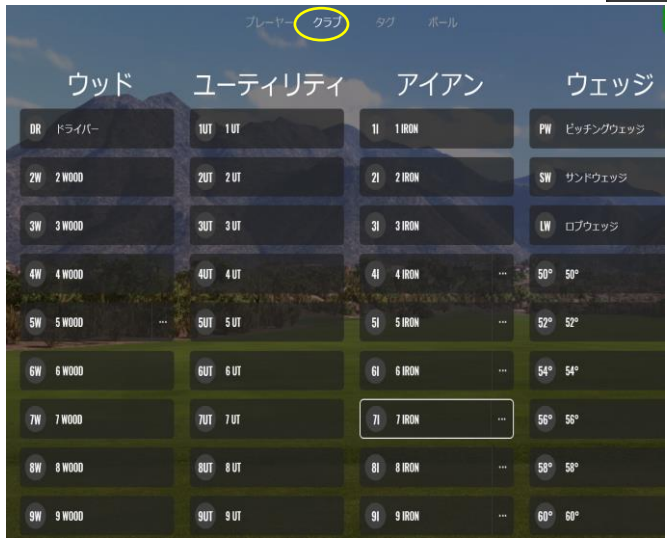 プレーヤー クラブ タグ ボール
ウッド ユーティリティ アイアン ウェッジ
DR ドライバー 1UT 1 UT 1I 1 IRON PW ピッチングウェッジ
2W 2 WOOD 2UT 2 UT 2I 2 IRON SW サンドウェッジ
3W 3 WOOD 3UT 3 UT 3I 3 IRON LW ロブウェッジ
4W 4 WOOD 4UT 4 UT 4I 4 IRON ... 50° 50°
5W 5 WOOD ... 5UT 5 UT 5I 5 IRON ... 52° 52°
6W 6 WOOD 6UT 6 UT 6I 6 IRON ... 54° 54°
7W 7 WOOD 7UT 7 UT 7I 7 IRON ... 56° 56°
8W 8 WOOD 8UT 8 UT 8I 8 IRON ... 58° 58°
9W 9 WOOD 9UT 9 UT 9I 9 IRON ... 60° 60°